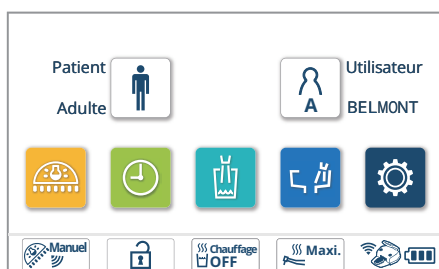 Patient
Utilisateur
Adulte
A
BELMONT
Manuel
Chauffage
OFF
Maxi.